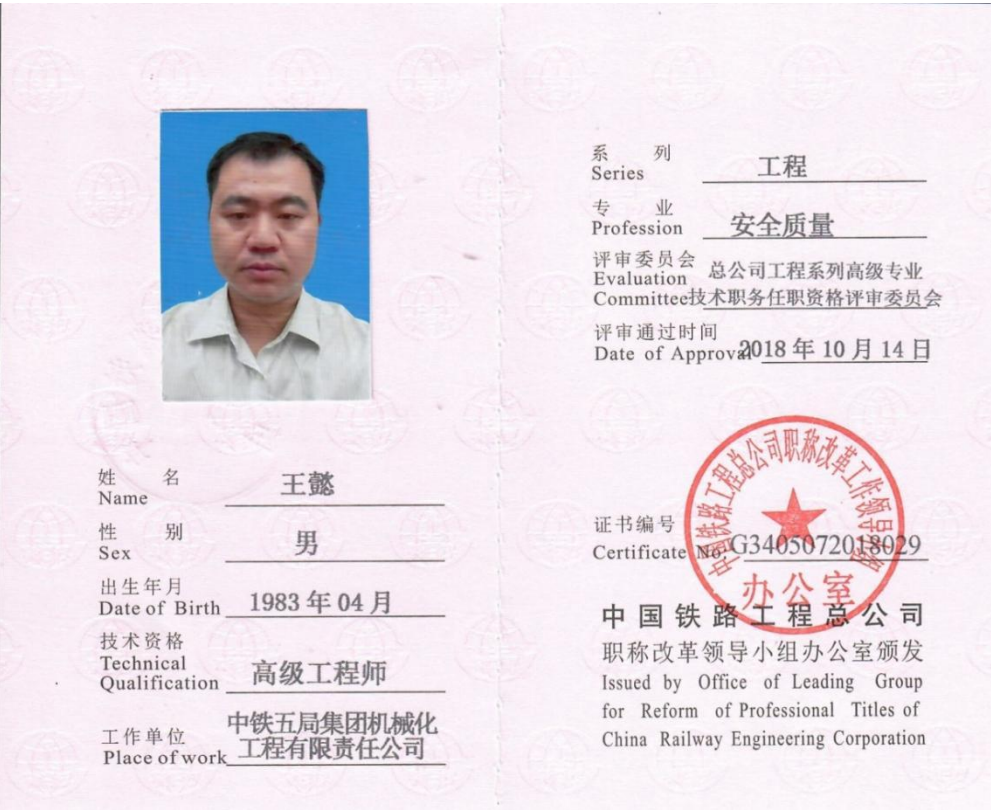 姓 名
Name 王懿
性 别
Sex 男
出生年月
Date of Birth 1983 年 04 月
技术资格
Technical
Qualification 高级工程师
工作单位 中铁五局集团机械化
Place of work 工程有限责任公司
系 列
Series 工程
专 业
Profession 安全质量
评审委员会
Evaluation 总公司工程系列高级专业
Committee 技术职务任职资格评审委员会
评审通过时间
Date of Approval 2018 年 10 月 14 日
中国铁路工程总公司职称改革工作领导小组
办公室
证书编号
Certificate No. G3405072018029
中国铁路工程总公司
职称改革领导小组办公室颁发
Issued by Office of Leading Group
for Reform of Professional Titles of
China Railway Engineering Corporation